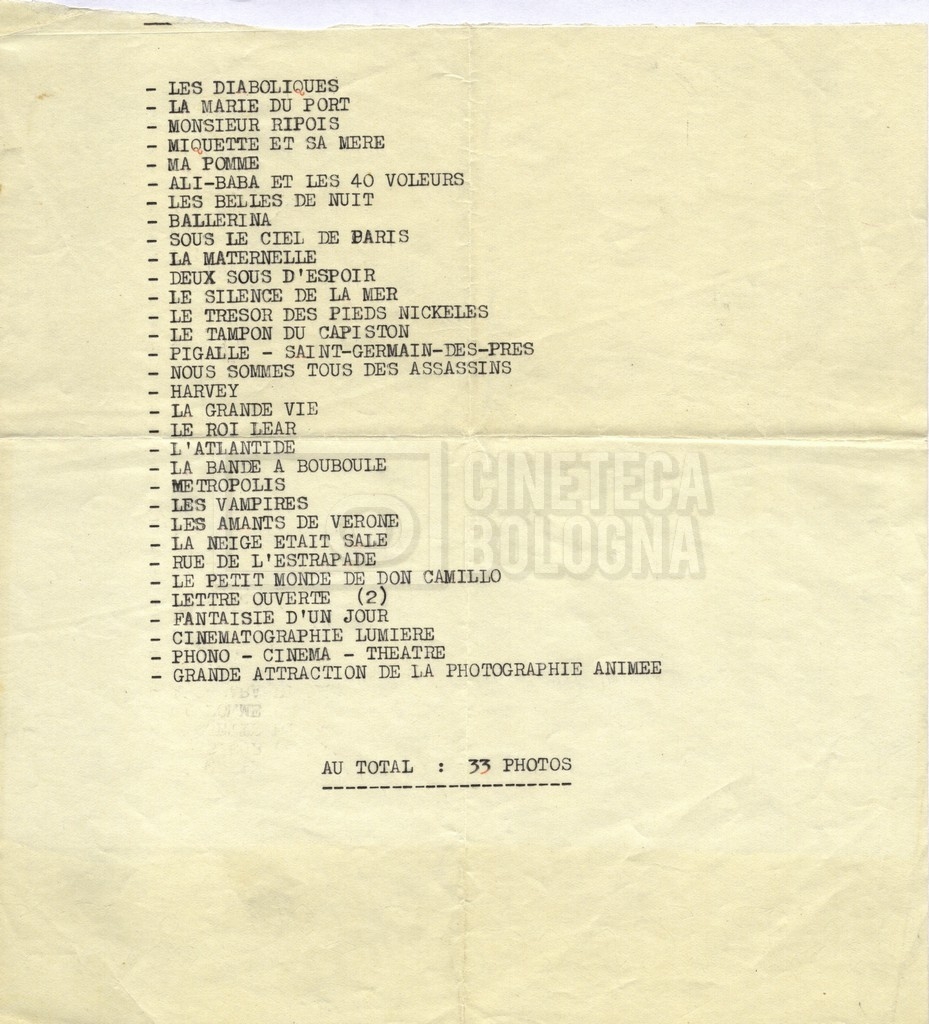 - LES DIABOLIQUES
- LA MARIE DU PORT
- MONSIEUR RIPOIS
- MIQUETTE ET SA MERE
- MA POMME
- ALI-BABA ET LES 40 VOLEURS
- LES BELLES DE NUIT
- BALLERINA
- SOUS LE CIEL DE PARIS
- LA MATERNELLE
- DEUX SOUS D'ESPOIR
- LE SILENCE DE LA MER
- LE TRESOR DES PIEDS NICKELES
- LE TAMPON DU CAPISTON
- PIGALLE - SAINT-GERMAIN-DES-PRES
- NOUS SOMMES TOUS DES ASSASSINS
- HARVEY
- LA GRANDE VIE
- LE ROI LEAR
- L'ATLANTIDE
- LA BANDE A BOUBOULE
- METROPOLIS
- LES VAMPIRES
- LES AMANTS DE VERONE
- LA NEIGE ETAIT SALE
- RUE DE L'ESTRAPADE
- LE PETIT MONDE DE DON CAMILLO
- LETTRE OUVERTE (2)
- FANTAISIE D'UN JOUR
- CINEMATOGRAPHIE LUMIERE
- PHONO - CINEMA - THEATRE
- GRANDE ATTRACTION DE LA PHOTOGRAPHIE ANIMEE
CINETECA
BOLOGNA
AU TOTAL : 33 PHOTOS